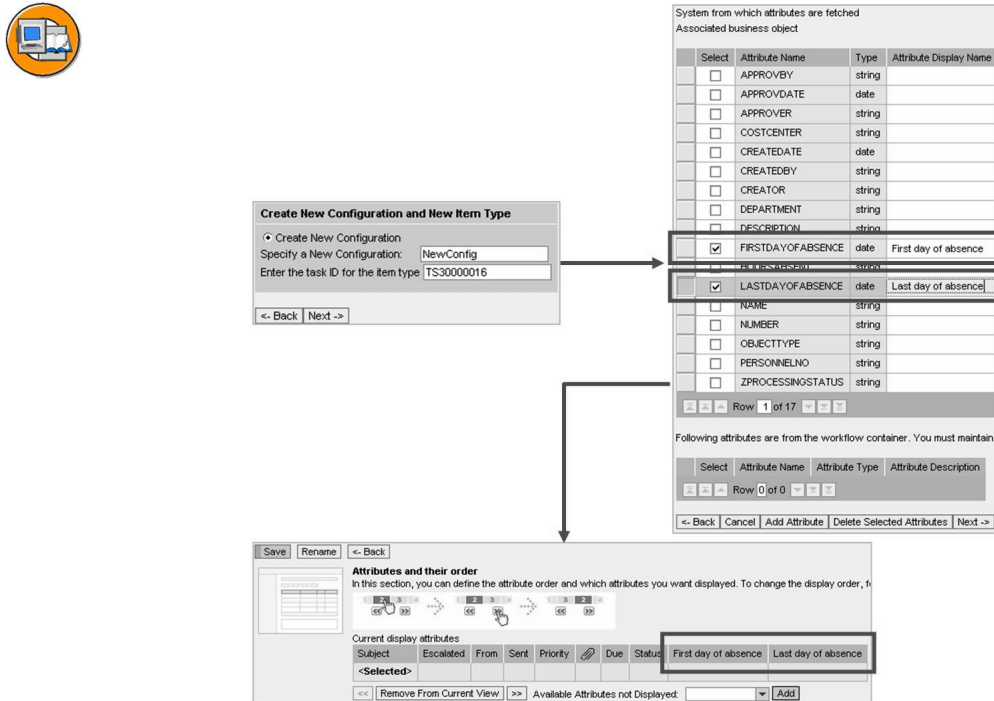 System from which attributes are fetched
Associated business object
Select Attribute Name Type Attribute Display Name
APPROVBY string
APPROVDATE date
APPROVER string
COSTCENTER string
CREATEDATE date
CREATEDBY string
CREATOR string
DEPARTMENT string
DESCRIPTION string
FIRSTDAYOFABSENCE date First day of absence
HOURSABSENT string
LASTDAYOFABSENCE date Last day of absence
NAME string
NUMBER string
OBJECTTYPE string
PERSONNELNO string
ZPROCESSINGSTATUS string
Row 1 of 17
Following attributes are from the workflow container. You must maintain
Select Attribute Name Attribute Type Attribute Description
Row 0 of 0
<- Back Cancel Add Attribute Delete Selected Attributes Next ->
Create New Configuration and New Item Type
Create New Configuration
Specify a New Configuration: NewConfig
Enter the task ID for the item type TS30000016
<- Back Next ->
Save Rename <- Back
Attributes and their order
In this section, you can define the attribute order and which attributes you want displayed. To change the display order, f
2 3 2 3 3 2
<< >> << >> << >>
Current display attributes
Subject Escalated From Sent Priority Due Status First day of absence Last day of absence
<Selected>
<< Remove From Current View >> Available Attributes not Displayed: Add